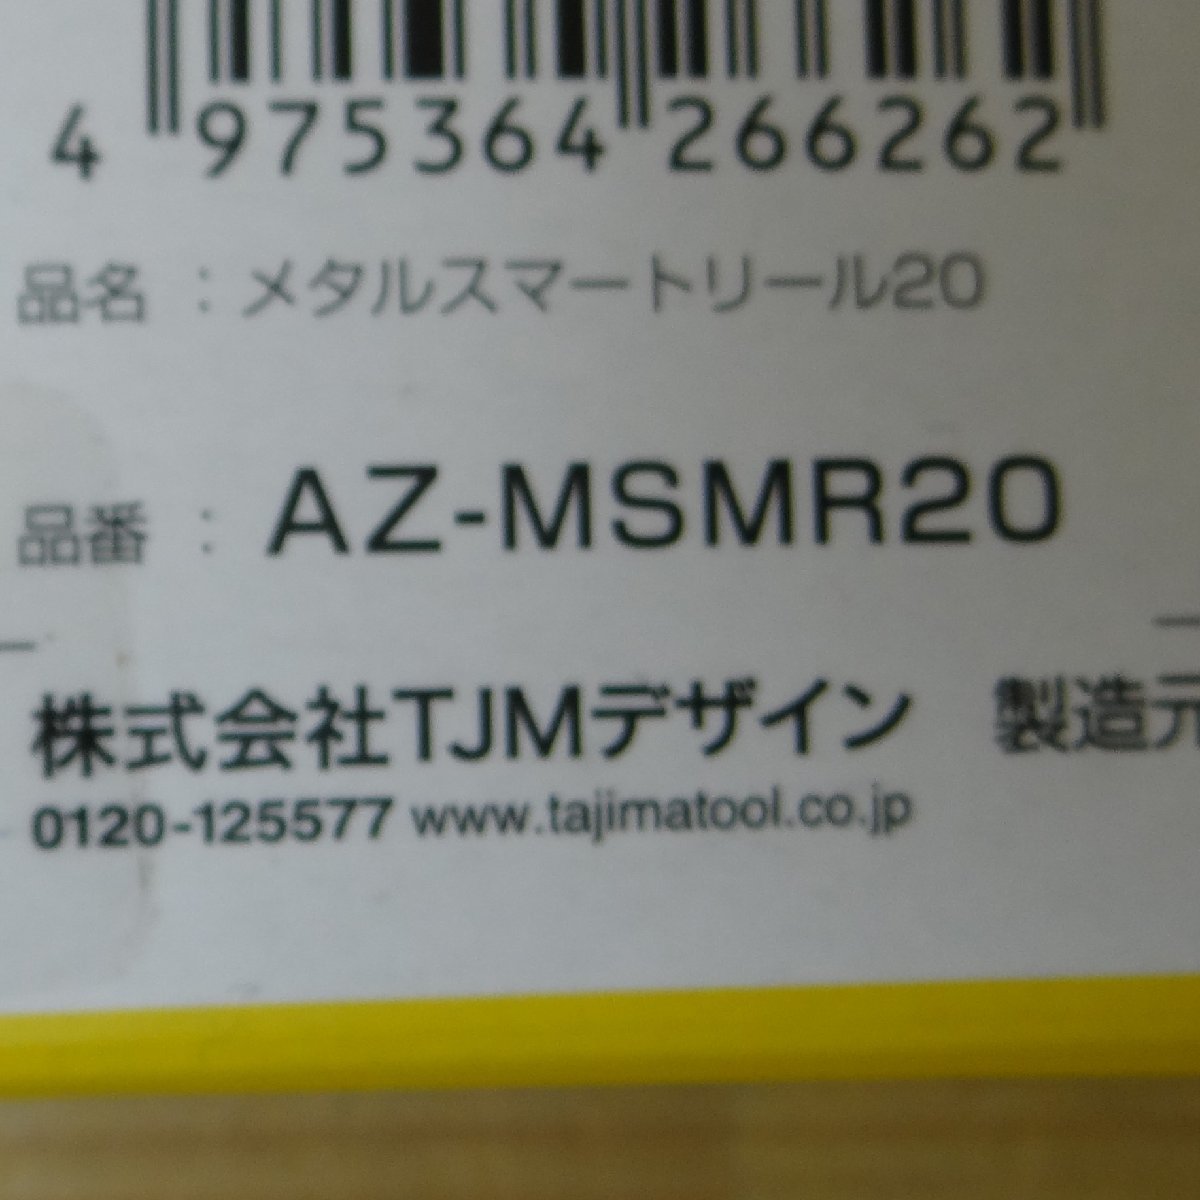 4 975364 266262
品名 : メタルスマートリール20
品番 : AZ-MSMR20
株式会社TJMデザイン 製造元
0120-125577 www.tajimatool.co.jp